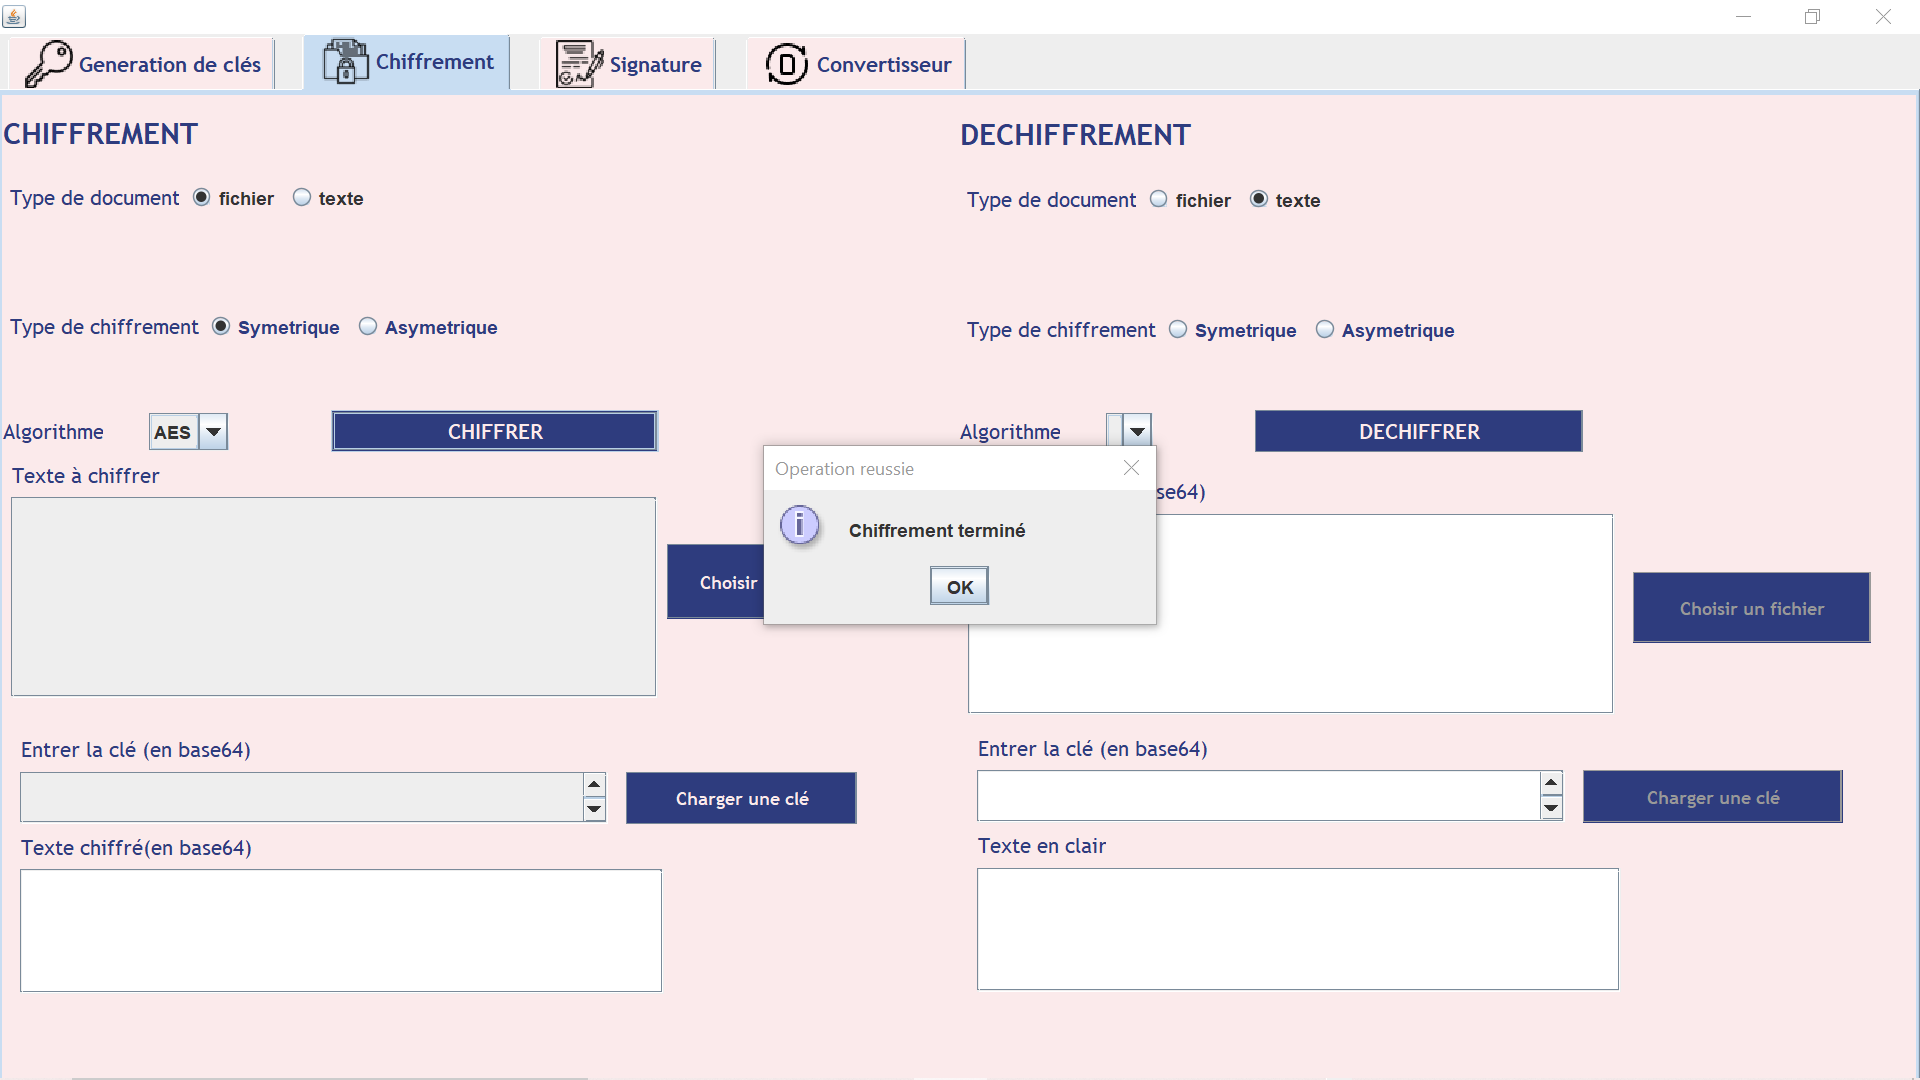 Generation de clés
Chiffrement
Signature
D Convertisseur
CHIFFREMENT
Type de document fichier texte
Type de chiffrement Symetrique Asymetrique
Algorithme AES CHIFFRER
Texte à chiffrer
Choisir
Entrer la clé (en base64)
Charger une clé
Texte chiffré(en base64)
DECHIFFREMENT
Type de document fichier texte
Type de chiffrement Symetrique Asymetrique
Algorithme DECHIFFRER
se64)
Choisir un fichier
Entrer la clé (en base64)
Charger une clé
Texte en clair
Operation reussie
i Chiffrement terminé
OK